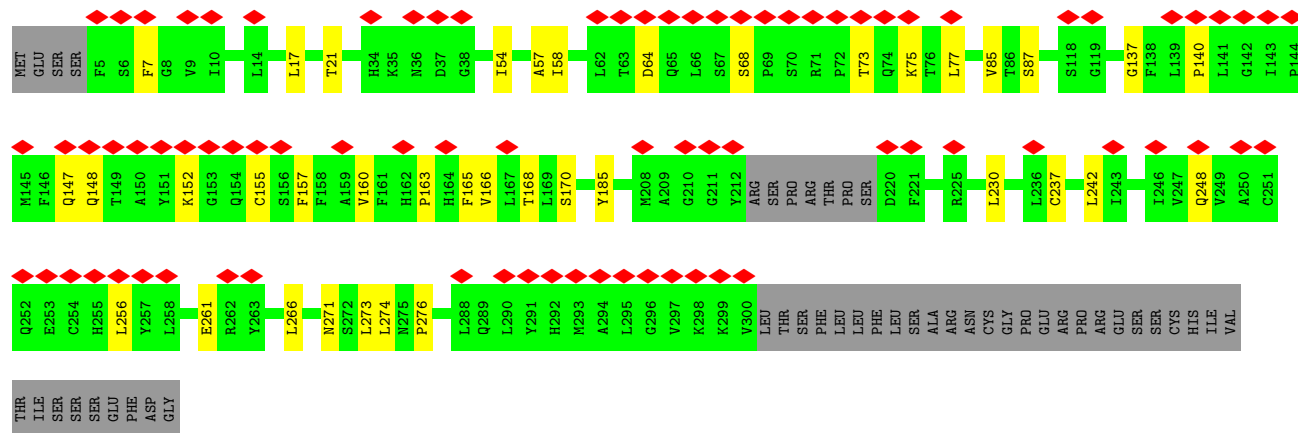 MET GLU SER SER F5 S6 F7 G8 V9 I10 L14 L17 T21 H34 K35 N36 D37 G38 I54 A57 I58 L62 T63 D64 Q65 L66 S67 S68 P69 S70 R71 P72 T73 Q74 K75 T76 L77 V85 T86 S87 S118 G119 G137 F138 L139 P140 L141 G142 I143 P144
M145 F146 Q147 Q148 T149 A150 Y151 K152 G153 Q154 C155 S156 F157 F158 A159 V160 F161 H162 P163 H164 F165 V166 L167 T168 L169 S170 Y185 M208 A209 G210 G211 Y212 ARG SER PRO ARG THR PRO SER D220 F221 R225 L230 L236 C237 L242 I243 I246 V247 Q248 V249 A250 C251
Q252 E253 C254 H255 L256 Y257 L258 E261 R262 Y263 L266 N271 S272 L273 L274 N275 P276 L288 Q289 L290 Y291 H292 M293 A294 L295 G296 V297 K298 K299 V300 LEU THR SER PHE LEU LEU PHE LEU SER ALA ARG ASN CYS GLY PRO GLU ARG PRO ARG GLU SER SER CYS HIS ILE VAL
THR ILE SER SER SER GLU PHE ASP GLY